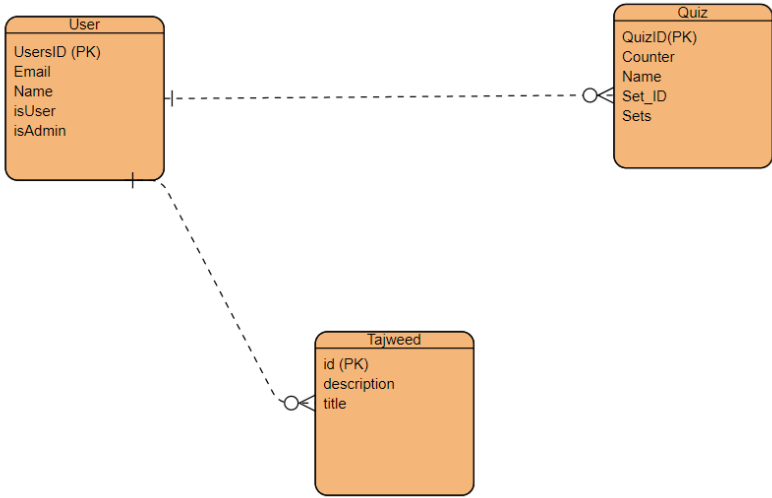 User
UsersID (PK)
Email
Name
isUser
isAdmin
Quiz
QuizID(PK)
Counter
Name
Set_ID
Sets
Tajweed
id (PK)
description
title